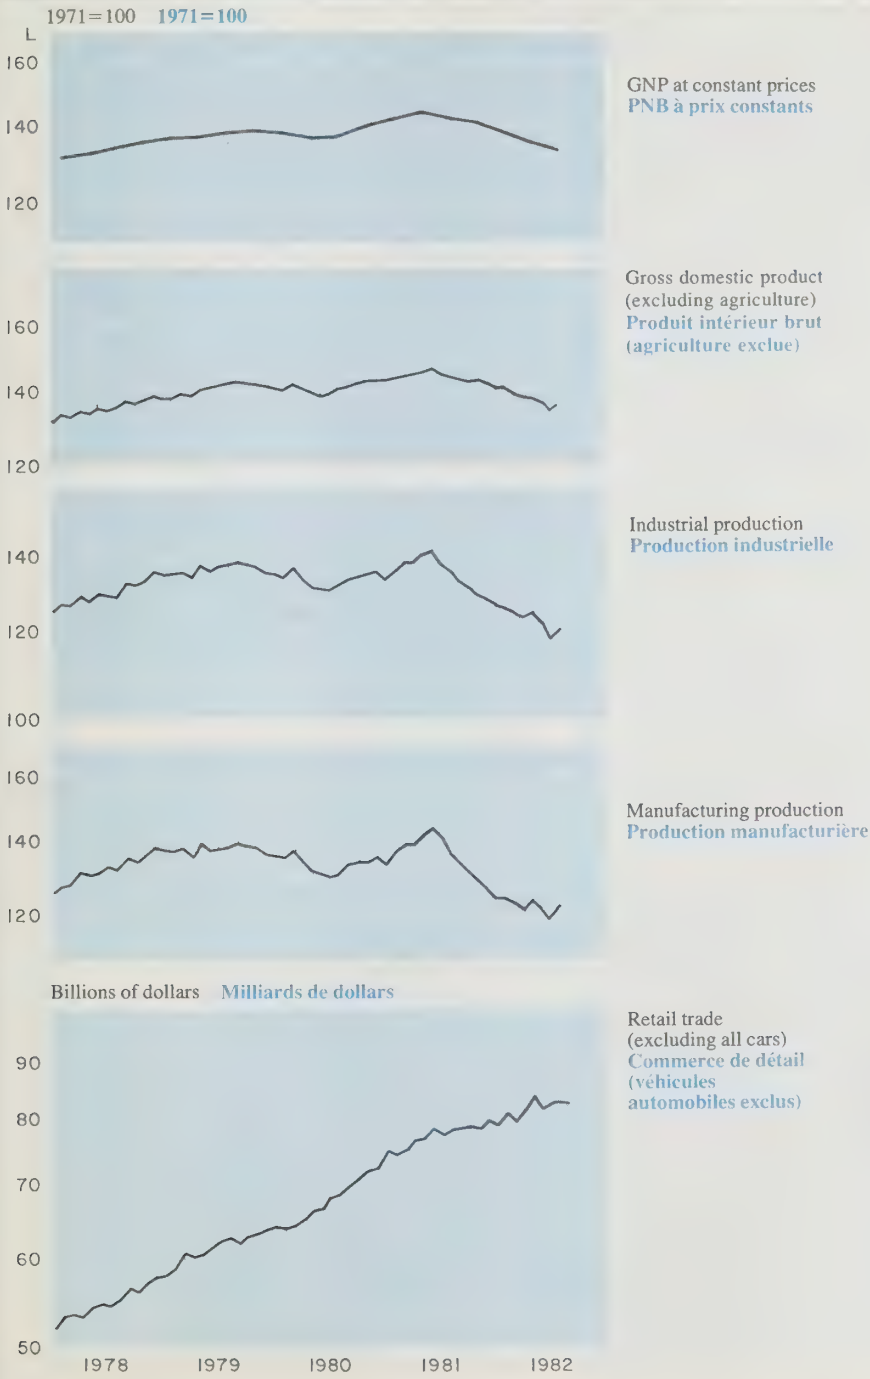 1971=100 1971=100
L
160
140
120
GNP at constant prices
PNB à prix constants
160
140
120
Gross domestic product
(excluding agriculture)
Produit intérieur brut
(agriculture exclue)
140
120
100
Industrial production
Production industrielle
160
140
120
Manufacturing production
Production manufacturière
Billions of dollars Milliards de dollars
90
80
70
60
50
Retail trade
(excluding all cars)
Commerce de détail
(véhicules
automobiles exclus)
1978 1979 1980 1981 1982